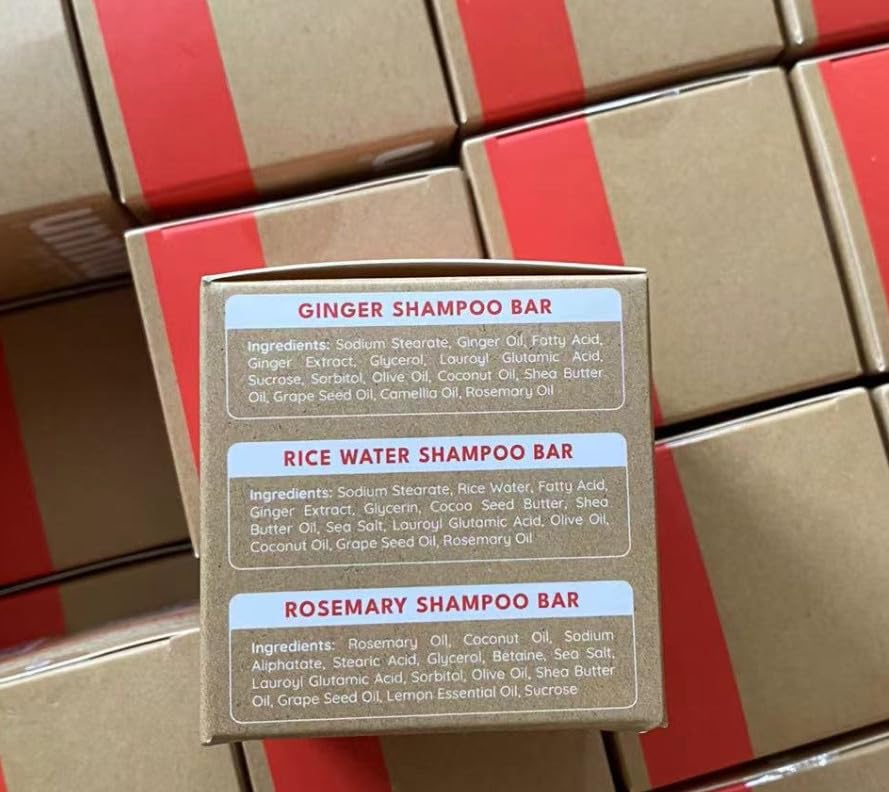 GINGER SHAMPOO BAR
Ingredients: Sodium Stearate, Ginger Oil, Fatty Acid,
Ginger Extract, Glycerol, Lauroyl Glutamic Acid,
Sucrose, Sorbitol, Olive Oil, Coconut Oil, Shea Butter
Oil, Grape Seed Oil, Camellia Oil, Rosemary Oil
RICE WATER SHAMPOO BAR
Ingredients: Sodium Stearate, Rice Water, Fatty Acid,
Ginger Extract, Glycerin, Cocoa Seed Butter, Shea
Butter Oil, Sea Salt, Lauroyl Glutamic Acid, Olive Oil,
Coconut Oil, Grape Seed Oil, Rosemary Oil
ROSEMARY SHAMPOO BAR
Ingredients: Rosemary Oil, Coconut Oil, Sodium
Aliphatate, Stearic Acid, Glycerol, Betaine, Sea Salt,
Lauroyl Glutamic Acid, Sorbitol, Olive Oil, Shea Butter
Oil, Grape Seed Oil, Lemon Essential Oil, Sucrose